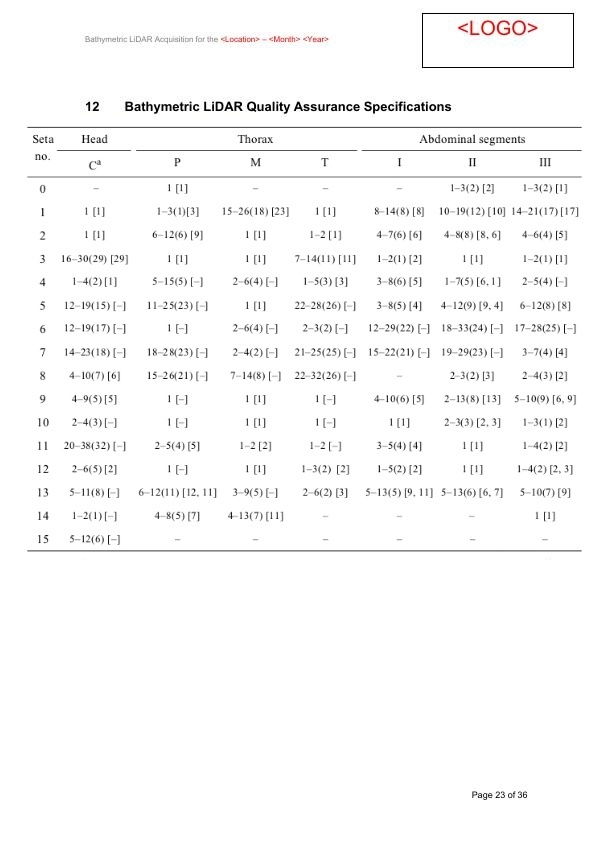 Bathymetric LiDAR Acquisition for the <Location> – <Month> <Year>
<LOGO>
12 Bathymetric LiDAR Quality Assurance Specifications
Seta no. Head Thorax Abdominal segments
Cª P M T I II III
0 – 1 [1] – – – 1–3(2) [2] 1–3(2) [1]
1 1 [1] 1–3(1)[3] 15–26(18) [23] 1 [1] 8–14(8) [8] 10–19(12) [10] 14–21(17) [17]
2 1 [1] 6–12(6) [9] 1 [1] 1–2 [1] 4–7(6) [6] 4–8(8) [8, 6] 4–6(4) [5]
3 16–30(29) [29] 1 [1] 1 [1] 7–14(11) [11] 1–2(1) [2] 1 [1] 1–2(1) [1]
4 1–4(2) [1] 5–15(5) [–] 2–6(4) [–] 1–5(3) [3] 3–8(6) [5] 1–7(5) [6, 1] 2–5(4) [–]
5 12–19(15) [–] 11–25(23) [–] 1 [1] 22–28(26) [–] 3–8(5) [4] 4–12(9) [9, 4] 6–12(8) [8]
6 12–19(17) [–] 1 [–] 2–6(4) [–] 2–3(2) [–] 12–29(22) [–] 18–33(24) [–] 17–28(25) [–]
7 14–23(18) [–] 18–28(23) [–] 2–4(2) [–] 21–25(25) [–] 15–22(21) [–] 19–29(23) [–] 3–7(4) [4]
8 4–10(7) [6] 15–26(21) [–] 7–14(8) [–] 22–32(26) [–] – 2–3(2) [3] 2–4(3) [2]
9 4–9(5) [5] 1 [–] 1 [1] 1 [–] 4–10(6) [5] 2–13(8) [13] 5–10(9) [6, 9]
10 2–4(3) [–] 1 [–] 1 [1] 1 [–] 1 [1] 2–3(3) [2, 3] 1–3(1) [2]
11 20–38(32) [–] 2–5(4) [5] 1–2 [2] 1–2 [–] 3–5(4) [4] 1 [1] 1–4(2) [2]
12 2–6(5) [2] 1 [–] 1 [1] 1–3(2) [2] 1–5(2) [2] 1 [1] 1–4(2) [2, 3]
13 5–11(8) [–] 6–12(11) [12, 11] 3–9(5) [–] 2–6(2) [3] 5–13(5) [9, 11] 5–13(6) [6, 7] 5–10(7) [9]
14 1–2(1) [–] 4–8(5) [7] 4–13(7) [11] – – – 1 [1]
15 5–12(6) [–] – – – – – –
Page 23 of 36